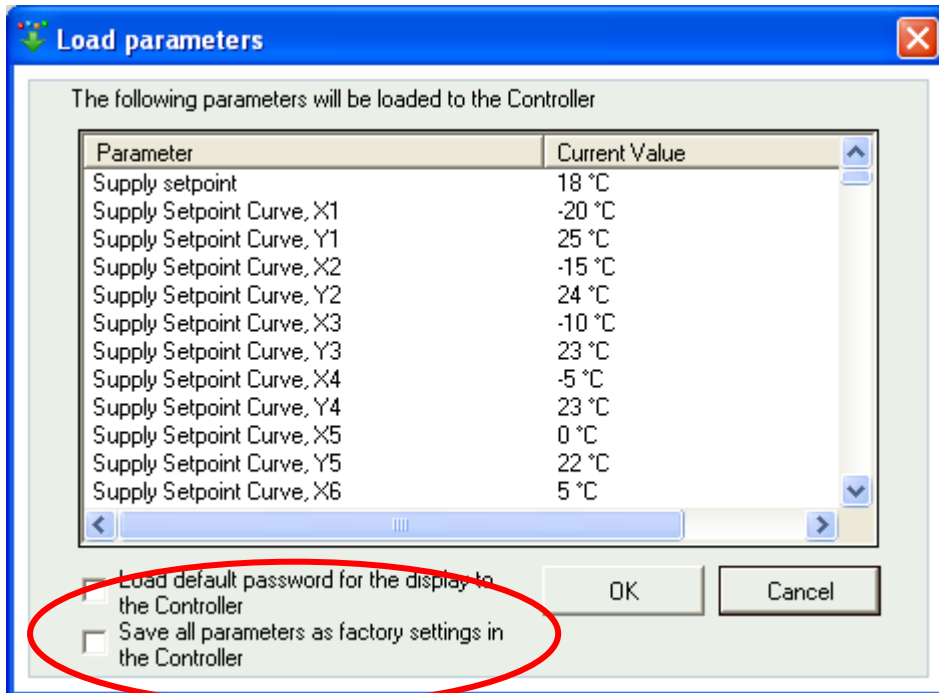 Load parameters
The following parameters will be loaded to the Controller
Parameter Current Value
Supply setpoint 18 °C
Supply Setpoint Curve, X1 -20 °C
Supply Setpoint Curve, Y1 25 °C
Supply Setpoint Curve, X2 -15 °C
Supply Setpoint Curve, Y2 24 °C
Supply Setpoint Curve, X3 -10 °C
Supply Setpoint Curve, Y3 23 °C
Supply Setpoint Curve, X4 -5 °C
Supply Setpoint Curve, Y4 23 °C
Supply Setpoint Curve, X5 0 °C
Supply Setpoint Curve, Y5 22 °C
Supply Setpoint Curve, X6 5 °C
Load default password for the display to
the Controller
OK Cancel
Save all parameters as factory settings in
the Controller